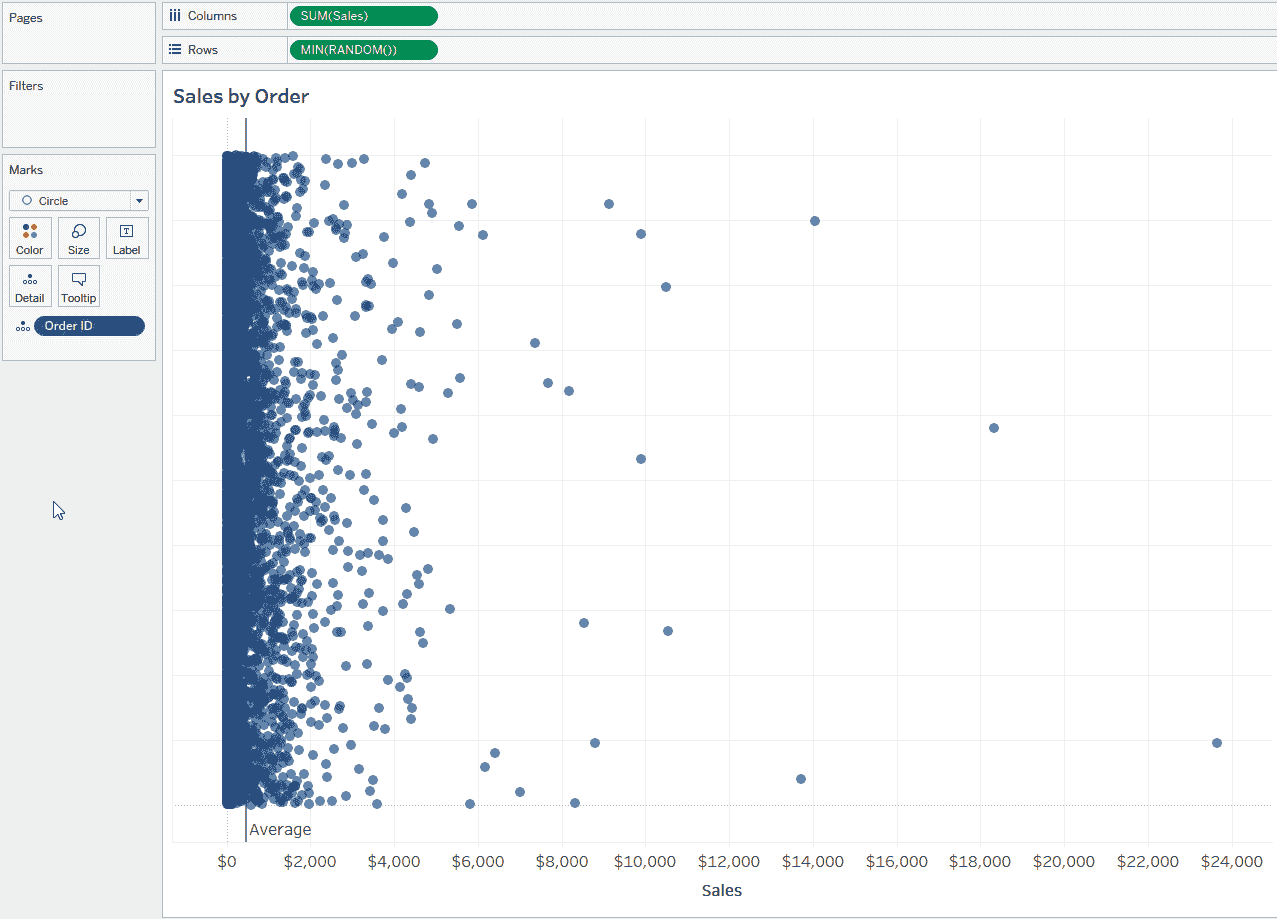 Pages
Columns SUM(Sales)
Rows MIN(RANDOM())
Filters
Marks
Circle
Color Size Label
Detail Tooltip
Order ID
Sales by Order
Average
$0 $2,000 $4,000 $6,000 $8,000 $10,000 $12,000 $14,000 $16,000 $18,000 $20,000 $22,000 $24,000
Sales